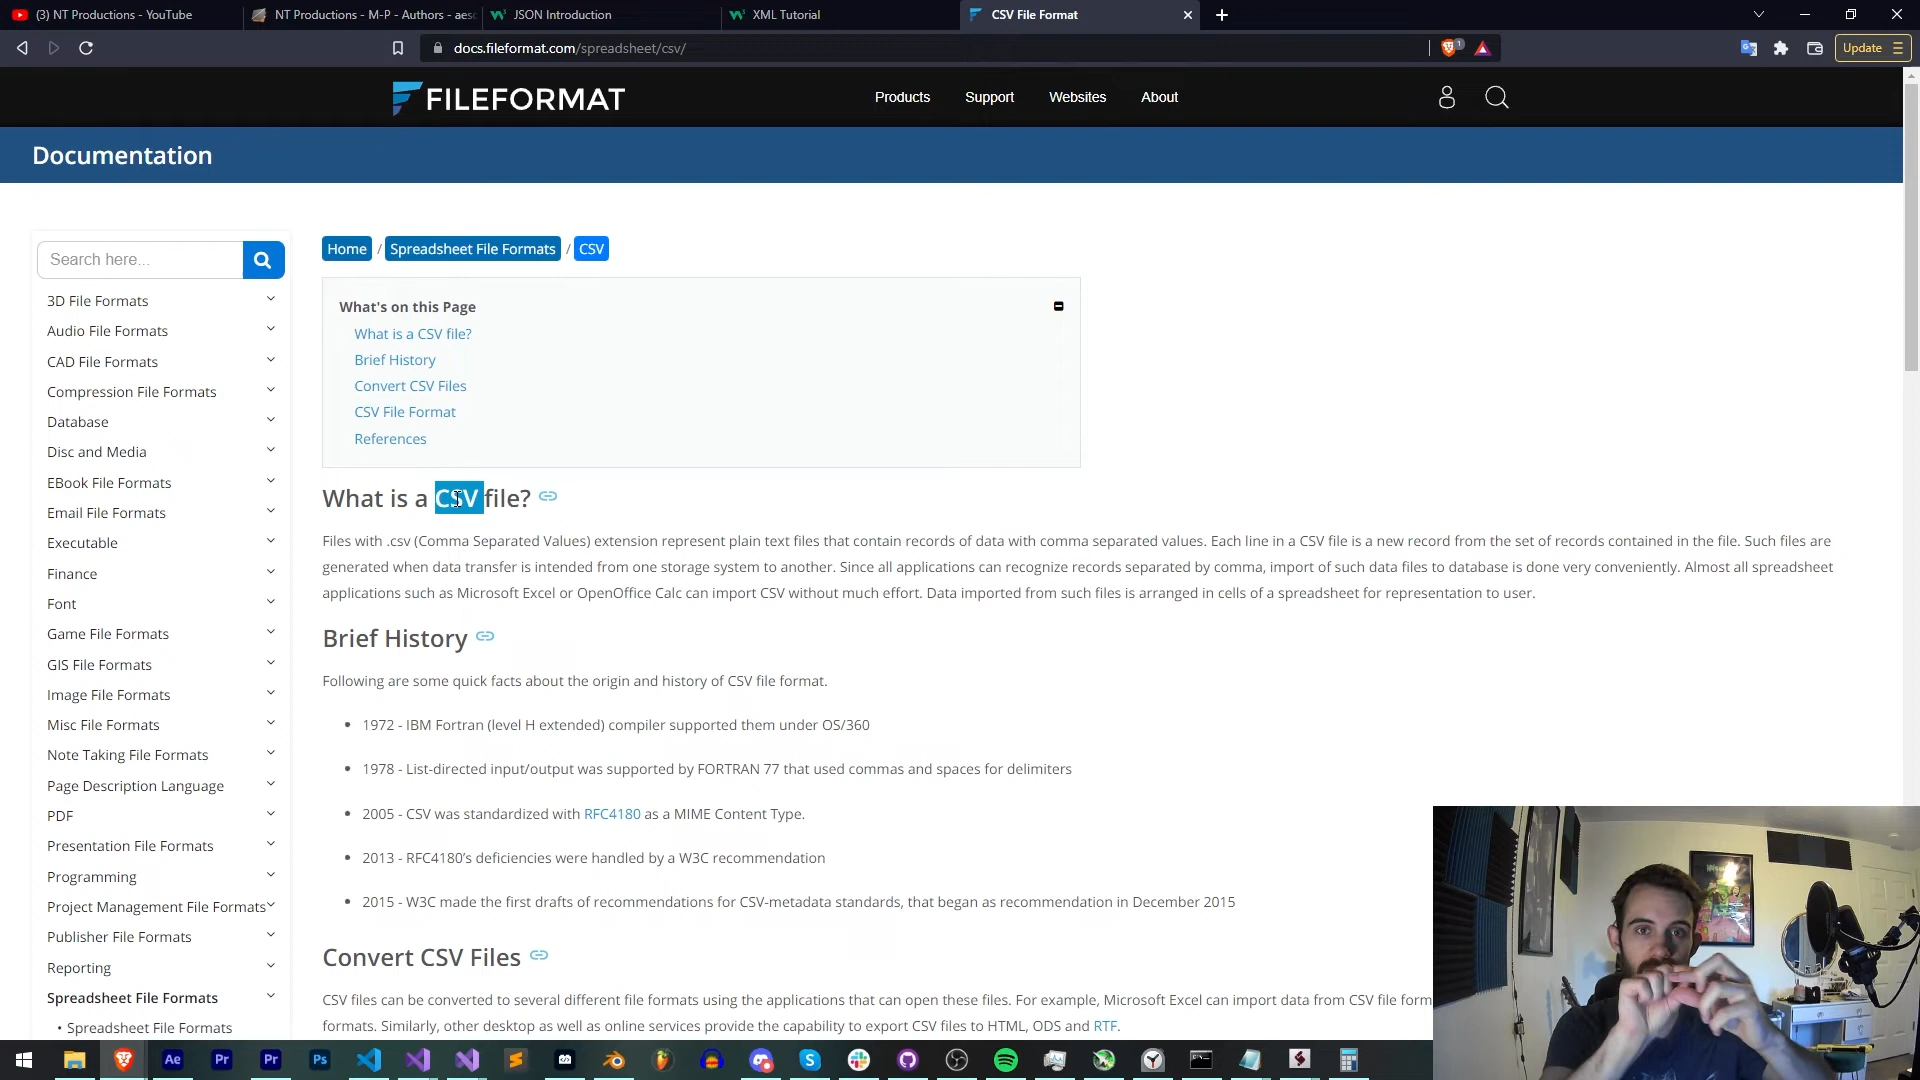 (3) NT Productions - YouTube
NT Productions - M-P - Authors - aesc
JSON Introduction
XML Tutorial
CSV File Format
docs.fileformat.com/spreadsheet/csv/
1
Update
FILEFORMAT
Products
Support
Websites
About
Documentation
Search here...
3D File Formats
Audio File Formats
CAD File Formats
Compression File Formats
Database
Disc and Media
EBook File Formats
Email File Formats
Executable
Finance
Font
Game File Formats
GIS File Formats
Image File Formats
Misc File Formats
Note Taking File Formats
Page Description Language
PDF
Presentation File Formats
Programming
Project Management File Formats
Publisher File Formats
Reporting
Spreadsheet File Formats
• Spreadsheet File Formats
Home / Spreadsheet File Formats / CSV
What's on this Page
What is a CSV file?
Brief History
Convert CSV Files
CSV File Format
References
What is a CSV file?
Files with .csv (Comma Separated Values) extension represent plain text files that contain records of data with comma separated values. Each line in a CSV file is a new record from the set of records contained in the file. Such files are
generated when data transfer is intended from one storage system to another. Since all applications can recognize records separated by comma, import of such data files to database is done very conveniently. Almost all spreadsheet
applications such as Microsoft Excel or OpenOffice Calc can import CSV without much effort. Data imported from such files is arranged in cells of a spreadsheet for representation to user.
Brief History
Following are some quick facts about the origin and history of CSV file format.
• 1972 - IBM Fortran (level H extended) compiler supported them under OS/360
• 1978 - List-directed input/output was supported by FORTRAN 77 that used commas and spaces for delimiters
• 2005 - CSV was standardized with RFC4180 as a MIME Content Type.
• 2013 - RFC4180's deficiencies were handled by a W3C recommendation
• 2015 - W3C made the first drafts of recommendations for CSV-metadata standards, that began as recommendation in December 2015
Convert CSV Files
CSV files can be converted to several different file formats using the applications that can open these files. For example, Microsoft Excel can import data from CSV file form
formats. Similarly, other desktop as well as online services provide the capability to export CSV files to HTML, ODS and RTF.
Ae
Pr
Pr
Ps